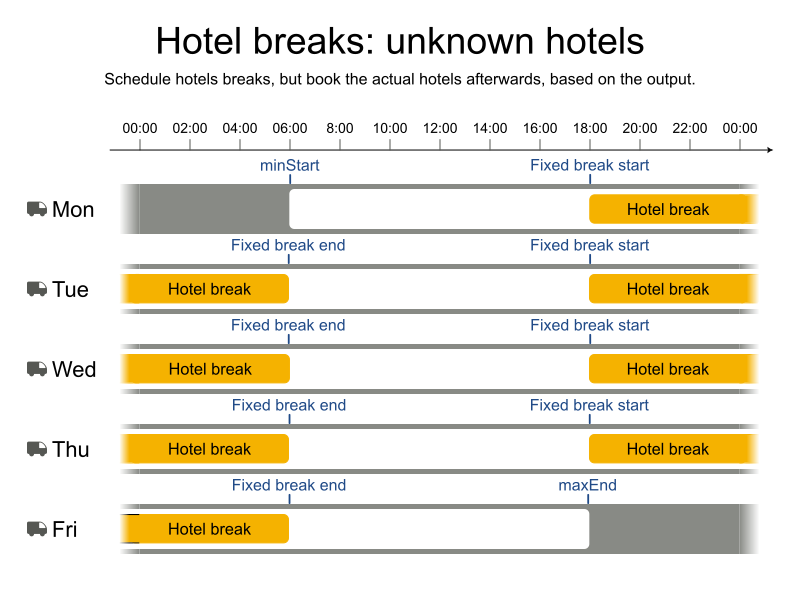 Hotel breaks: unknown hotels
Schedule hotels breaks, but book the actual hotels afterwards, based on the output.
00:00 02:00 04:00 06:00 8:00 10:00 12:00 14:00 16:00 18:00 20:00 22:00 00:00
minStart Fixed break start
Mon Hotel break
Fixed break end Fixed break start
Tue Hotel break Hotel break
Fixed break end Fixed break start
Wed Hotel break Hotel break
Fixed break end Fixed break start
Thu Hotel break Hotel break
Fixed break end maxEnd
Fri Hotel break